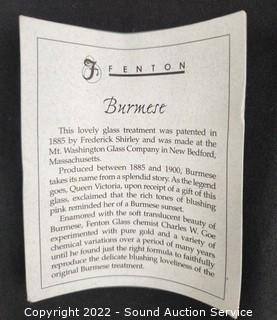 FENTON
Burmese
This lovely glass treatment was patented in
1885 by Frederick Shirley and was made at the
Mt. Washington Glass Company in New Bedford,
Massachusetts.
Produced between 1885 and 1900, Burmese
takes its name from a splendid story. As the legend
goes, Queen Victoria, upon receipt of a gift of this
glass, exclaimed that the rich tones of blushing
pink reminded her of a Burmese sunset.
Enamored with the soft translucent beauty of
Burmese, Fenton Glass chemist Charles W. Goe
experimented with pure gold and a variety of
chemical variations over a period of many years
until he found just the right formula to faithfully
reproduce the delicate blushing loveliness of the
original Burmese treatment.
Copyright 2022 - Sound Auction Service